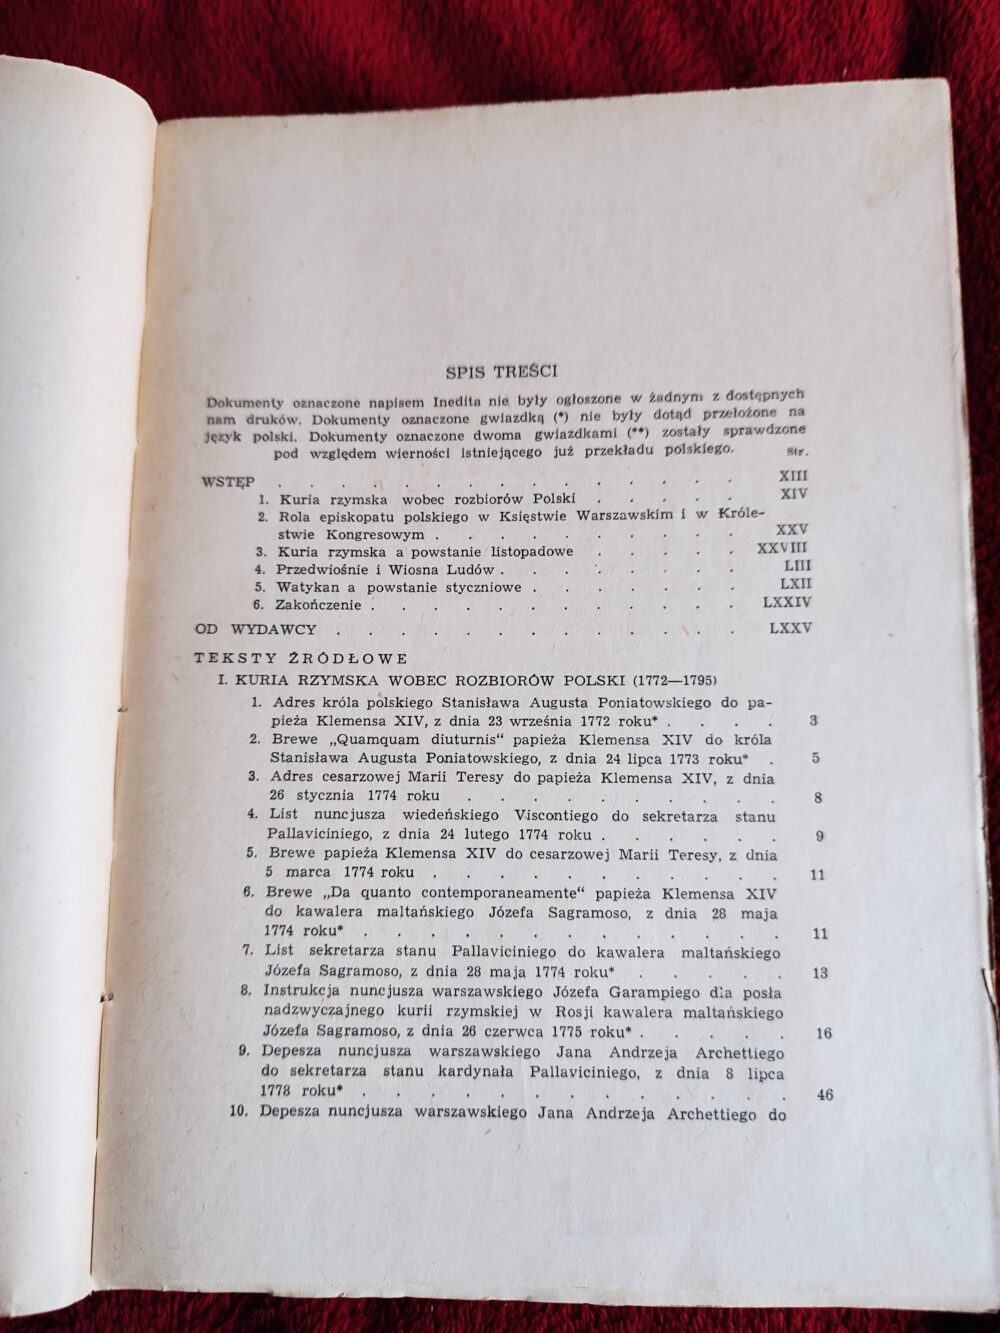 SPIS TREŚCI
Dokumenty oznaczone napisem Inedita nie były ogłoszone w żadnym z dostępnych
nam druków. Dokumenty oznaczone gwiazdką (*) nie były dotąd przełożone na
język polski. Dokumenty oznaczone dwoma gwiazdkami (**) zostały sprawdzone
pod względem wierności istniejącego już przekładu polskiego. Str.
WSTĘP . . . . . . . . . . . . . . XIII
1. Kuria rzymska wobec rozbiorów Polski . . . . . XIV
2. Rola episkopatu polskiego w Księstwie Warszawskim i w Króle-
stwie Kongresowym . . . . . . . . . . XXV
3. Kuria rzymska a powstanie listopadowe . . . . . XXVIII
4. Przedwiośnie i Wiosna Ludów . . . . . . . . LIII
5. Watykan a powstanie styczniowe . . . . . . . LXII
6. Zakończenie . . . . . . . . . . . . LXXIV
OD WYDAWCY . . . . . . . . . . . . . LXXV
TEKSTY ŹRÓDŁOWE
I. KURIA RZYMSKA WOBEC ROZBIORÓW POLSKI (1772—1795)
1. Adres króla polskiego Stanisława Augusta Poniatowskiego do pa-
pieża Klemensa XIV, z dnia 23 września 1772 roku* . . . . 3
2. Brewe „Quamquam diuturnis“ papieża Klemensa XIV do króla
Stanisława Augusta Poniatowskiego, z dnia 24 lipca 1773 roku* . 5
3. Adres cesarzowej Marii Teresy do papieża Klemensa XIV, z dnia
26 stycznia 1774 roku . . . . . . . . . . 8
4. List nuncjusza wiedeńskiego Viscontiego do sekretarza stanu
Pallaviciniego, z dnia 24 lutego 1774 roku . . . . . . 9
5. Brewe papieża Klemensa XIV do cesarzowej Marii Teresy, z dnia
5 marca 1774 roku . . . . . . . . . . . 11
6. Brewe „Da quanto contemporaneamente“ papieża Klemensa XIV
do kawalera maltańskiego Józefa Sagramoso, z dnia 28 maja
1774 roku* . . . . . . . . . . . . . 11
7. List sekretarza stanu Pallaviciniego do kawalera maltańskiego
Józefa Sagramoso, z dnia 28 maja 1774 roku* . . . . . 13
8. Instrukcja nuncjusza warszawskiego Józefa Garampiego dla posła
nadzwyczajnego kurii rzymskiej w Rosji kawalera maltańskiego
Józefa Sagramoso, z dnia 26 czerwca 1775 roku* . . . . . 16
9. Depesza nuncjusza warszawskiego Jana Andrzeja Archettiego
do sekretarza stanu kardynała Pallaviciniego, z dnia 8 lipca
1778 roku* . . . . . . . . . . . . . 46
10. Depesza nuncjusza warszawskiego Jana Andrzeja Archettiego do